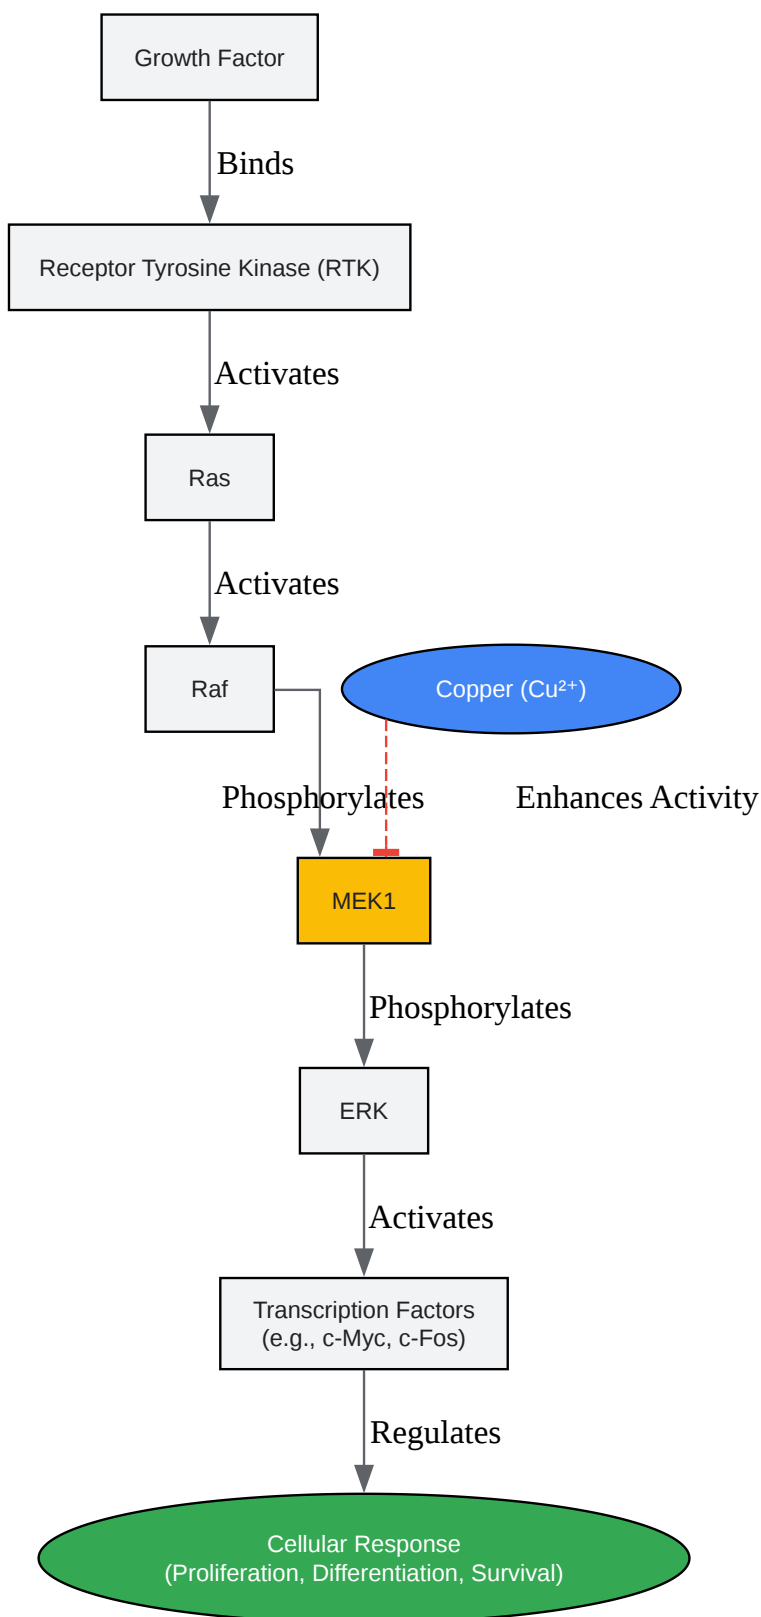 Growth Factor
Binds
Receptor Tyrosine Kinase (RTK)
Activates
Ras
Activates
Raf
Copper (Cu²⁺)
Phosphorylates
Enhances Activity
MEK1
Phosphorylates
ERK
Activates
Transcription Factors
(e.g., c-Myc, c-Fos)
Regulates
Cellular Response
(Proliferation, Differentiation, Survival)